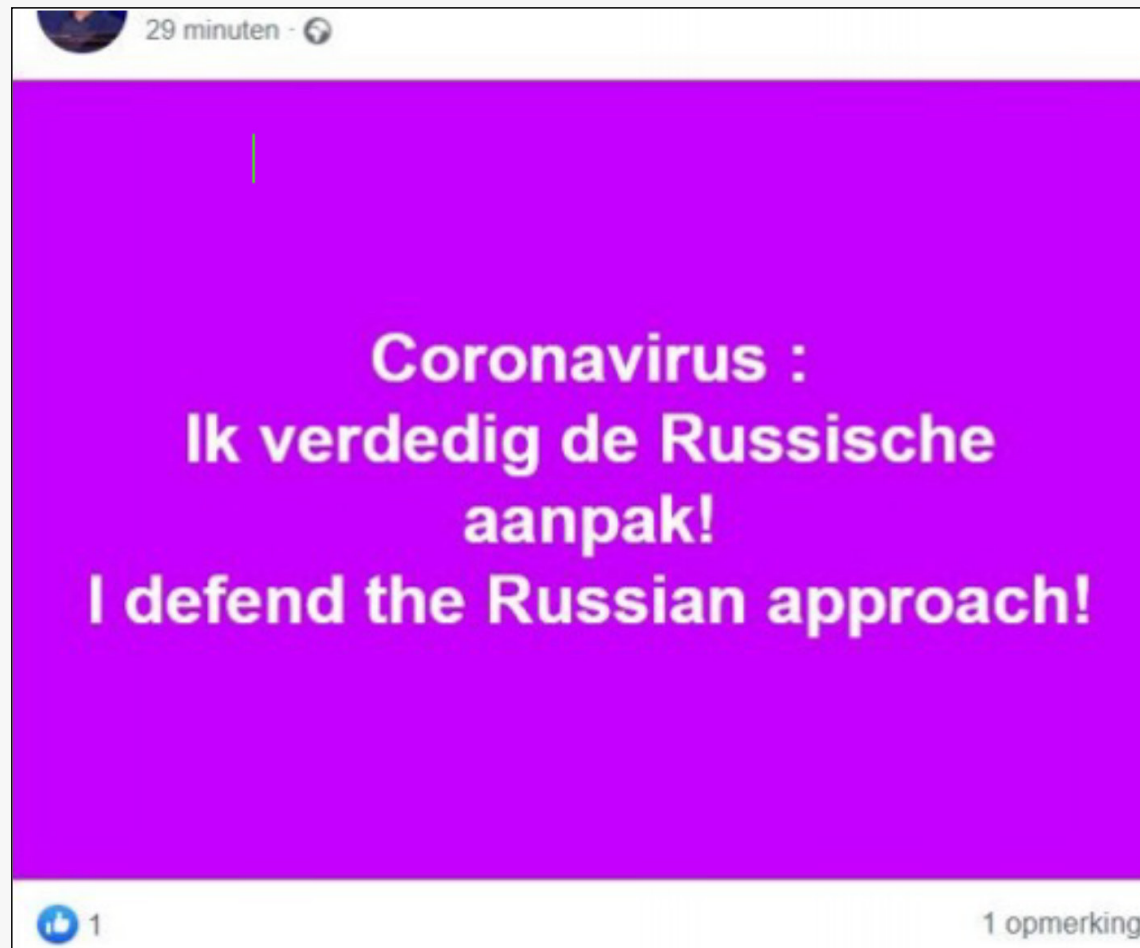 29 minuten ·
Coronavirus :
Ik verdedig de Russische
aanpak!
I defend the Russian approach!
1
1 opmerking